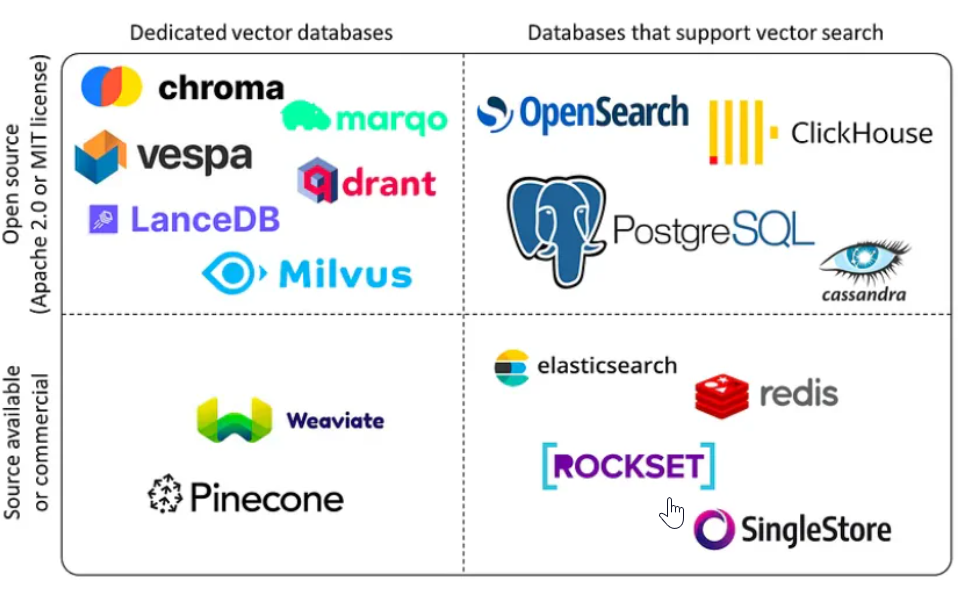 Dedicated vector databases
Databases that support vector search
Open source
(Apache 2.0 or MIT license)
chroma
marqo
vespa
qdrant
LanceDB
Milvus
OpenSearch
ClickHouse
PostgreSQL
cassandra
Source available
or commercial
Weaviate
Pinecone
elasticsearch
redis
[ROCKSET]
SingleStore